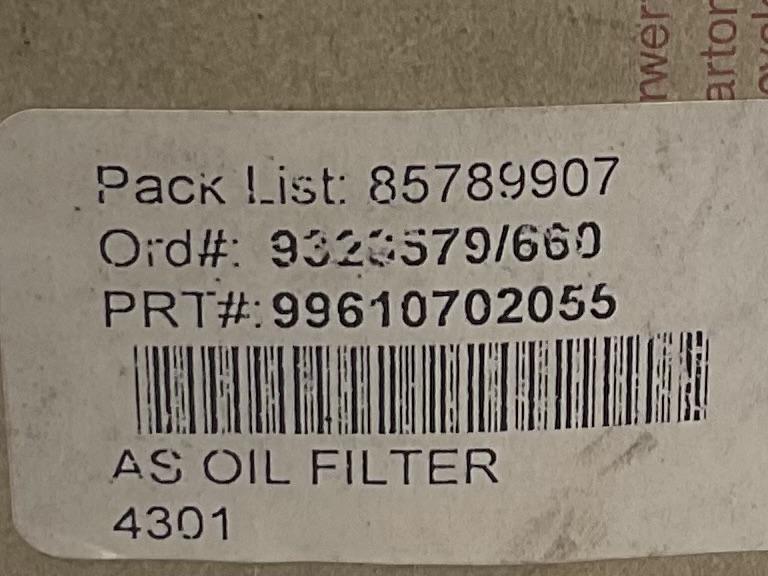 Pack List: 85789907
Ord#:
PRT#:99610702055
AS OIL FILTER
4301